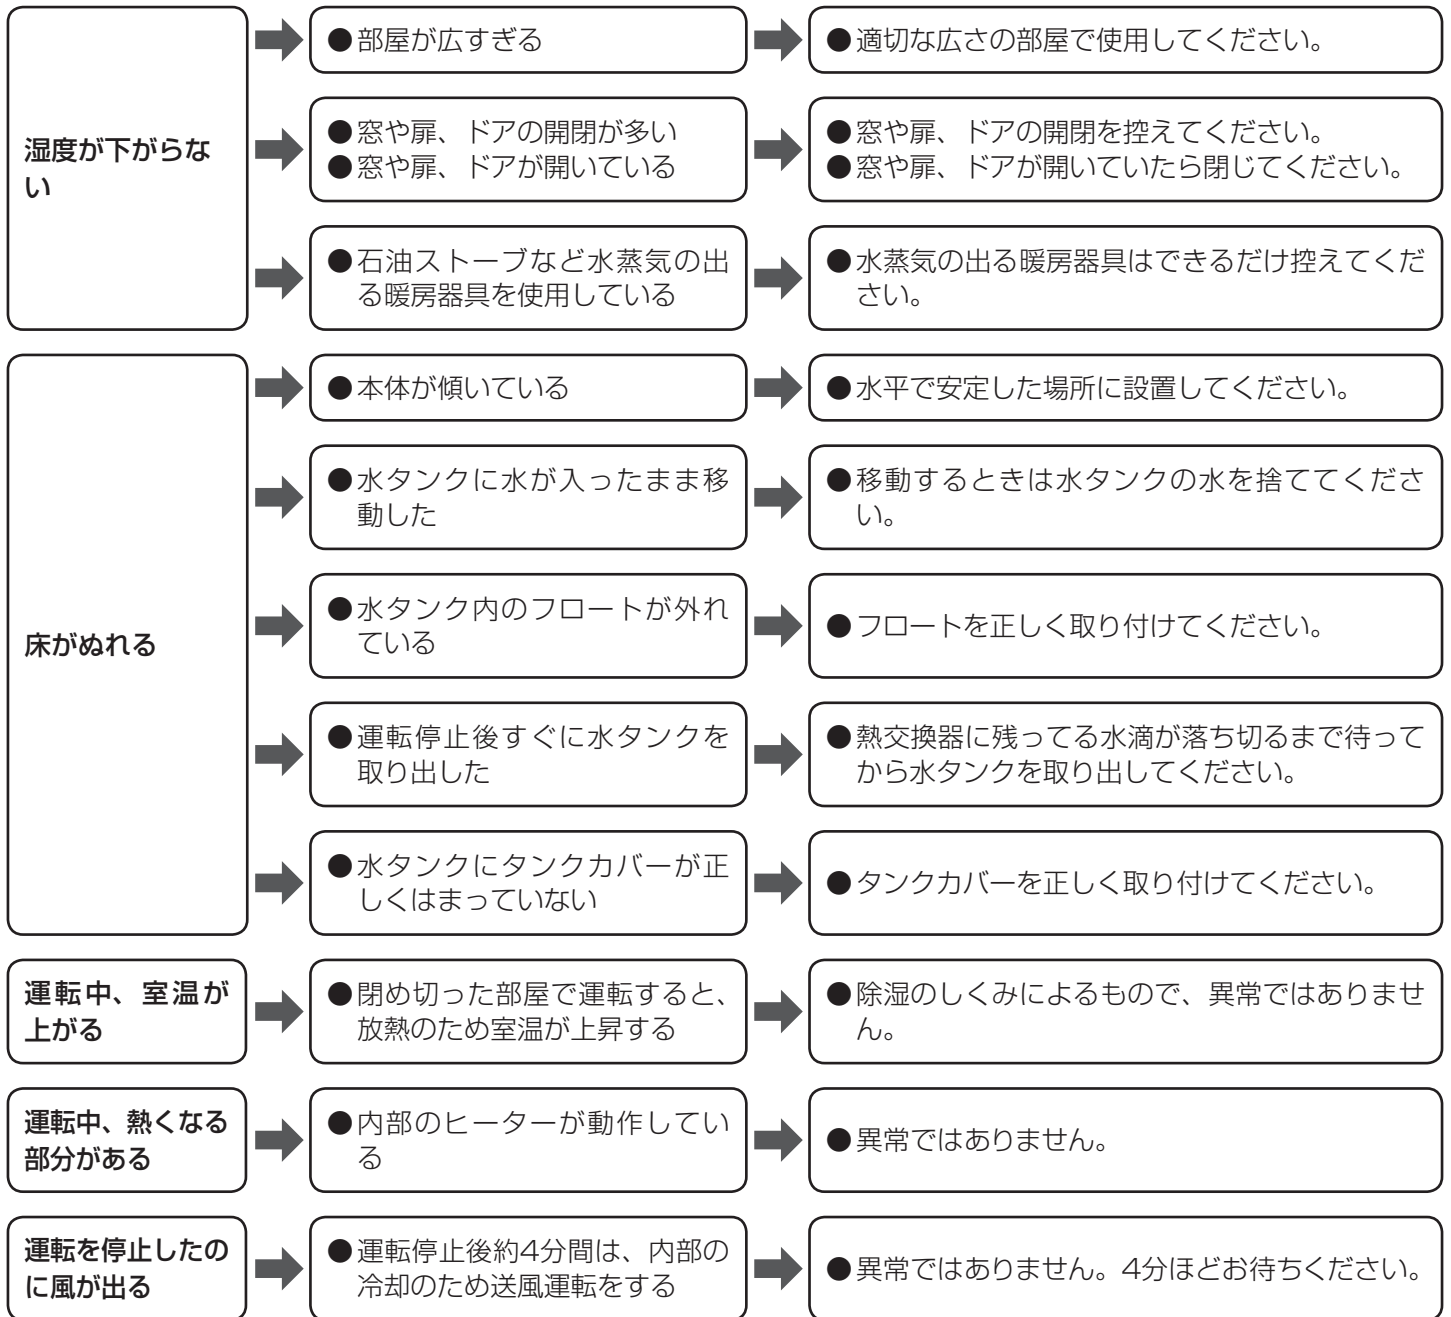 湿度が下がらな
い
●部屋が広すぎる
●適切な広さの部屋で使用してください。
●窓や扉、ドアの開閉が多い
●窓や扉、ドアが開いている
●窓や扉、ドアの開閉を控えてください。
●窓や扉、ドアが開いていたら閉じてください。
●石油ストーブなど水蒸気の出
る暖房器具を使用している
●水蒸気の出る暖房器具はできるだけ控えてくだ
さい。
床がぬれる
●本体が傾いている
●水平で安定した場所に設置してください。
●水タンクに水が入ったまま移
動した
●移動するときは水タンクの水を捨ててくださ
い。
●水タンク内のフロートが外れ
ている
●フロートを正しく取り付けてください。
●運転停止後すぐに水タンクを
取り出した
●熱交換器に残ってる水滴が落ち切るまで待って
から水タンクを取り出してください。
●水タンクにタンクカバーが正
しくはまっていない
●タンクカバーを正しく取り付けてください。
運転中、室温が
上がる
●閉め切った部屋で運転すると、
放熱のため室温が上昇する
●除湿のしくみによるもので、異常ではありませ
ん。
運転中、熱くなる
部分がある
●内部のヒーターが動作してい
る
●異常ではありません。
運転を停止したの
に風が出る
●運転停止後約4分間は、内部の
冷却のため送風運転をする
●異常ではありません。4分ほどお待ちください。